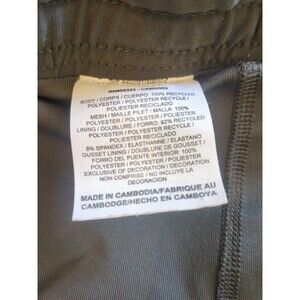 BODY / CORPS / CUERPO: 100% RECYCLED
POLYESTER / POLYESTER RECYCLÉ /
POLIÉSTER RECICLADO
MESH / MAILLE FILET / MALLA: 100%
POLYESTER / POLYESTER / POLIÉSTER
LINING / DOUBLURE / FORRO: 92% RECYCLED
POLYESTER / POLYESTER RECYCLÉ /
POLIÉSTER RECICLADO
8% SPANDEX / ELASTHANNE / ELASTANO
GUSSET LINING / DOUBLURE DE GOUSSET /
FORRO DEL PUENTE INTERIOR: 100%
POLYESTER / POLYESTER / POLIÉSTER
EXCLUSIVE OF DECORATION / DECORATION
NON COMPRISE / NO INCLUYE LA
DECORACIÓN
MADE IN CAMBODIA/FABRIQUE AU
CAMBODGE/HECHO EN CAMBOYA